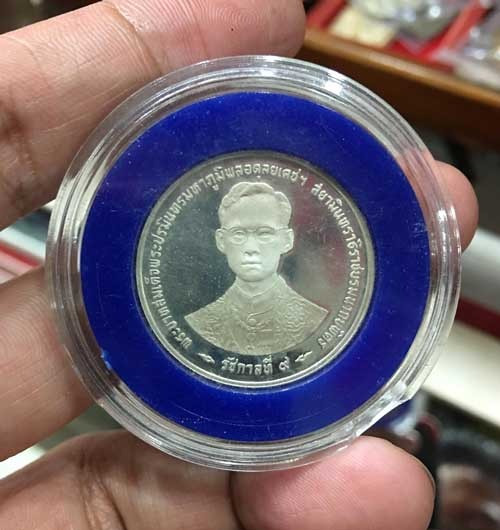 พระบาทสมเด็จพระปรมินทรมหาภูมิพลอดุลยเดชฯ สยามินทราธิราชบรมนาถบพิตร
รัชกาลที่ ๙